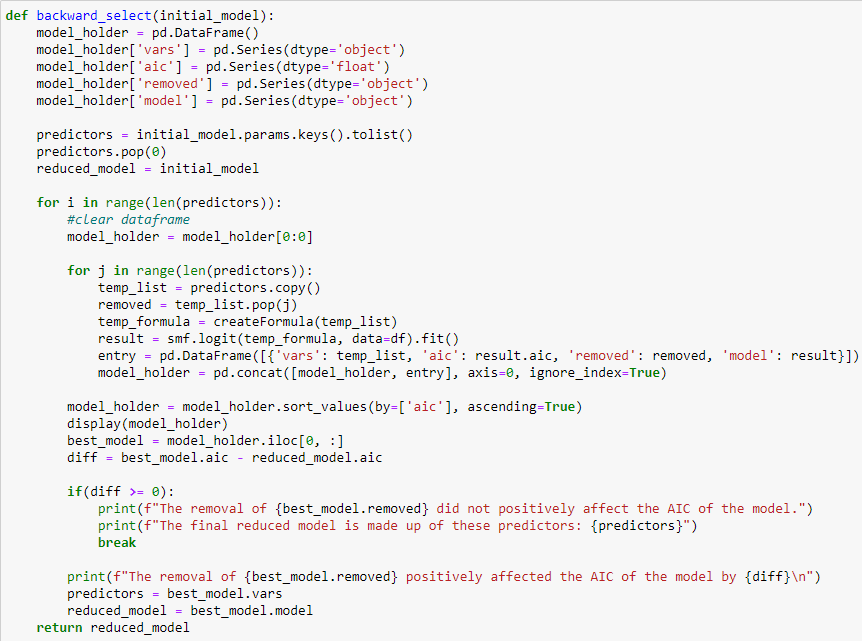 def backward_select(initial_model):
    model_holder = pd.DataFrame()
    model_holder['vars'] = pd.Series(dtype='object')
    model_holder['aic'] = pd.Series(dtype='float')
    model_holder['removed'] = pd.Series(dtype='object')
    model_holder['model'] = pd.Series(dtype='object')

    predictors = initial_model.params.keys().tolist()
    predictors.pop(0)
    reduced_model = initial_model

    for i in range(len(predictors)):
        #clear dataframe
        model_holder = model_holder[0:0]

        for j in range(len(predictors)):
            temp_list = predictors.copy()
            removed = temp_list.pop(j)
            temp_formula = createFormula(temp_list)
            result = smf.logit(temp_formula, data=df).fit()
            entry = pd.DataFrame([{'vars': temp_list, 'aic': result.aic, 'removed': removed, 'model': result}])
            model_holder = pd.concat([model_holder, entry], axis=0, ignore_index=True)

        model_holder = model_holder.sort_values(by=['aic'], ascending=True)
        display(model_holder)
        best_model = model_holder.iloc[0, :]
        diff = best_model.aic - reduced_model.aic

        if(diff >= 0):
            print(f"The removal of {best_model.removed} did not positively affect the AIC of the model.")
            print(f"The final reduced model is made up of these predictors: {predictors}")
            break

        print(f"The removal of {best_model.removed} positively affected the AIC of the model by {diff}\n")
        predictors = best_model.vars
        reduced_model = best_model.model
    return reduced_model